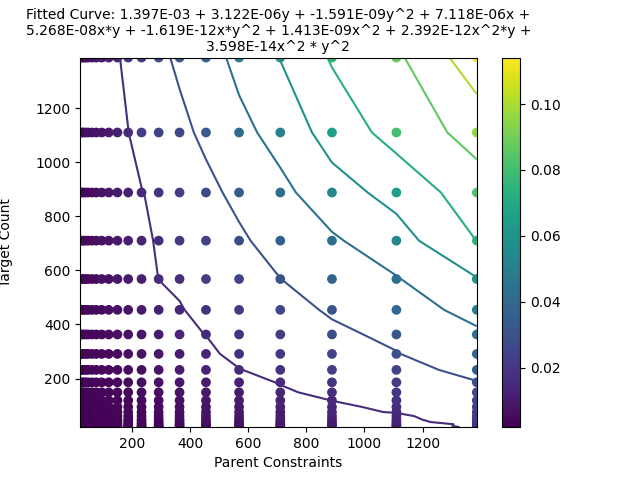 Fitted Curve: 1.397E-03 + 3.122E-06y + -1.591E-09y^2 + 7.118E-06x +
5.268E-08x*y + -1.619E-12x*y^2 + 1.413E-09x^2 + 2.392E-12x^2*y +
3.598E-14x^2 * y^2
Target Count
1200
1000
800
600
400
200
200 400 600 800 1000 1200
Parent Constraints
0.10
0.08
0.06
0.04
0.02